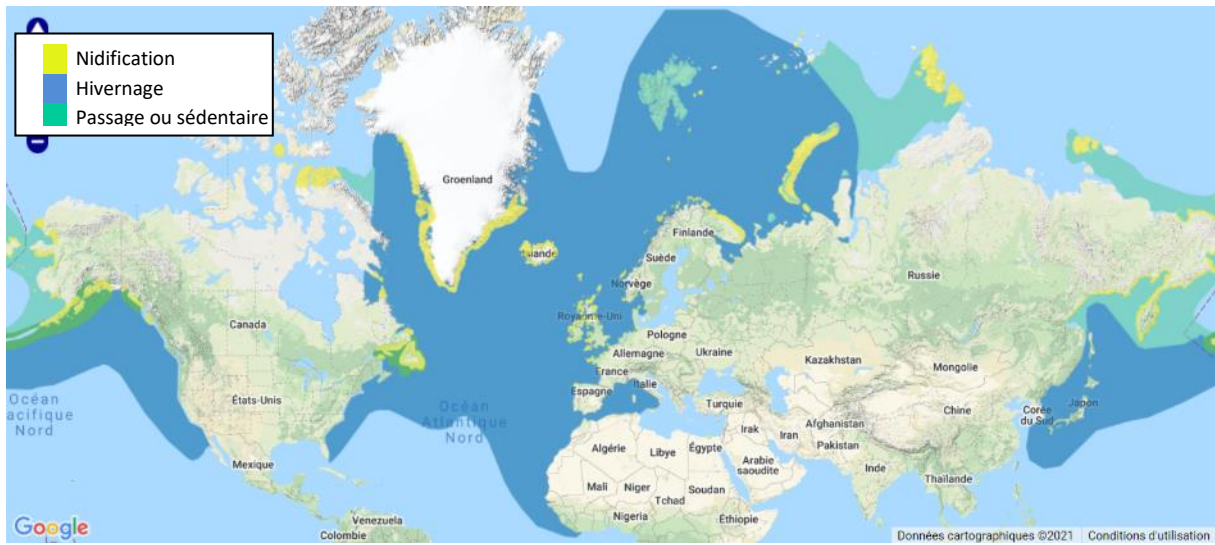 Nidification
Hivernage
Passage ou sédentaire
Groenland
Islande
Finlande
Suède
Norvège
Russie
Royaume-Uni
Canada
Pologne
Allemagne
Ukraine
France
Kazakhstan
Mongolie
Océan
acifique
Nord
États-Unis
Océan
Atlantique
Nord
Espagne
Italie
Turquie
Chine
Corée
du Sud
Japon
Afghanistan
Irak
Iran
Pakistan
Algérie
Libye
Égypte
Arabie
saoudite
Mexique
Inde
Thaïlande
Mali
Niger
Tchad
Soudan
Nigeria
Éthiopie
Venezuela
Colombie
Google
Données cartographiques ©2021
Conditions d'utilisation